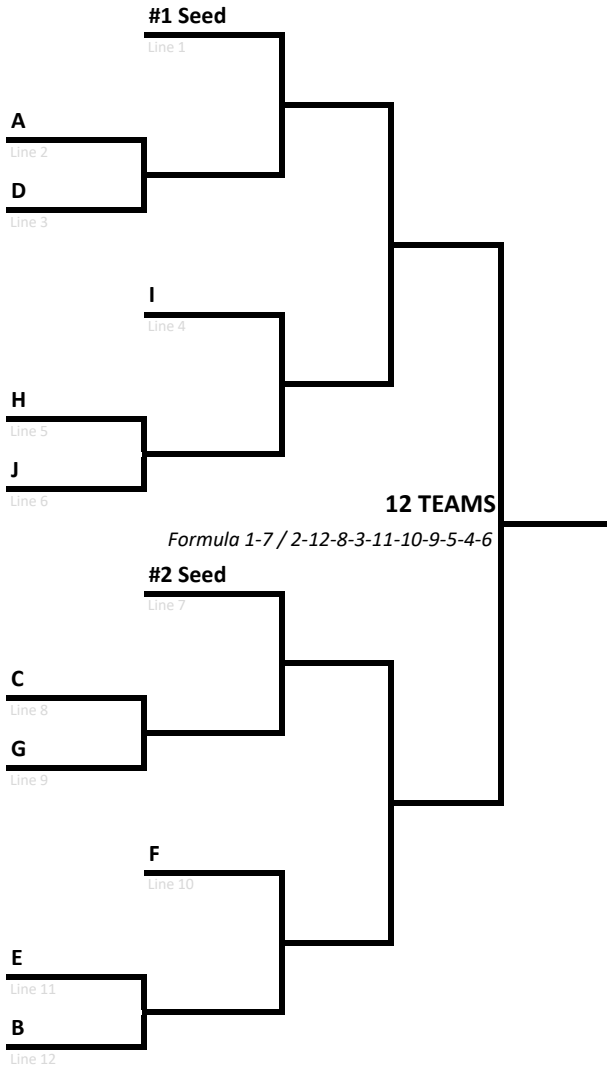 #1 Seed
Line 1
A
Line 2
D
Line 3
I
Line 4
H
Line 5
J
Line 6
12 TEAMS
Formula 1-7 / 2-12-8-3-11-10-9-5-4-6
#2 Seed
Line 7
C
Line 8
G
Line 9
F
Line 10
E
Line 11
B
Line 12